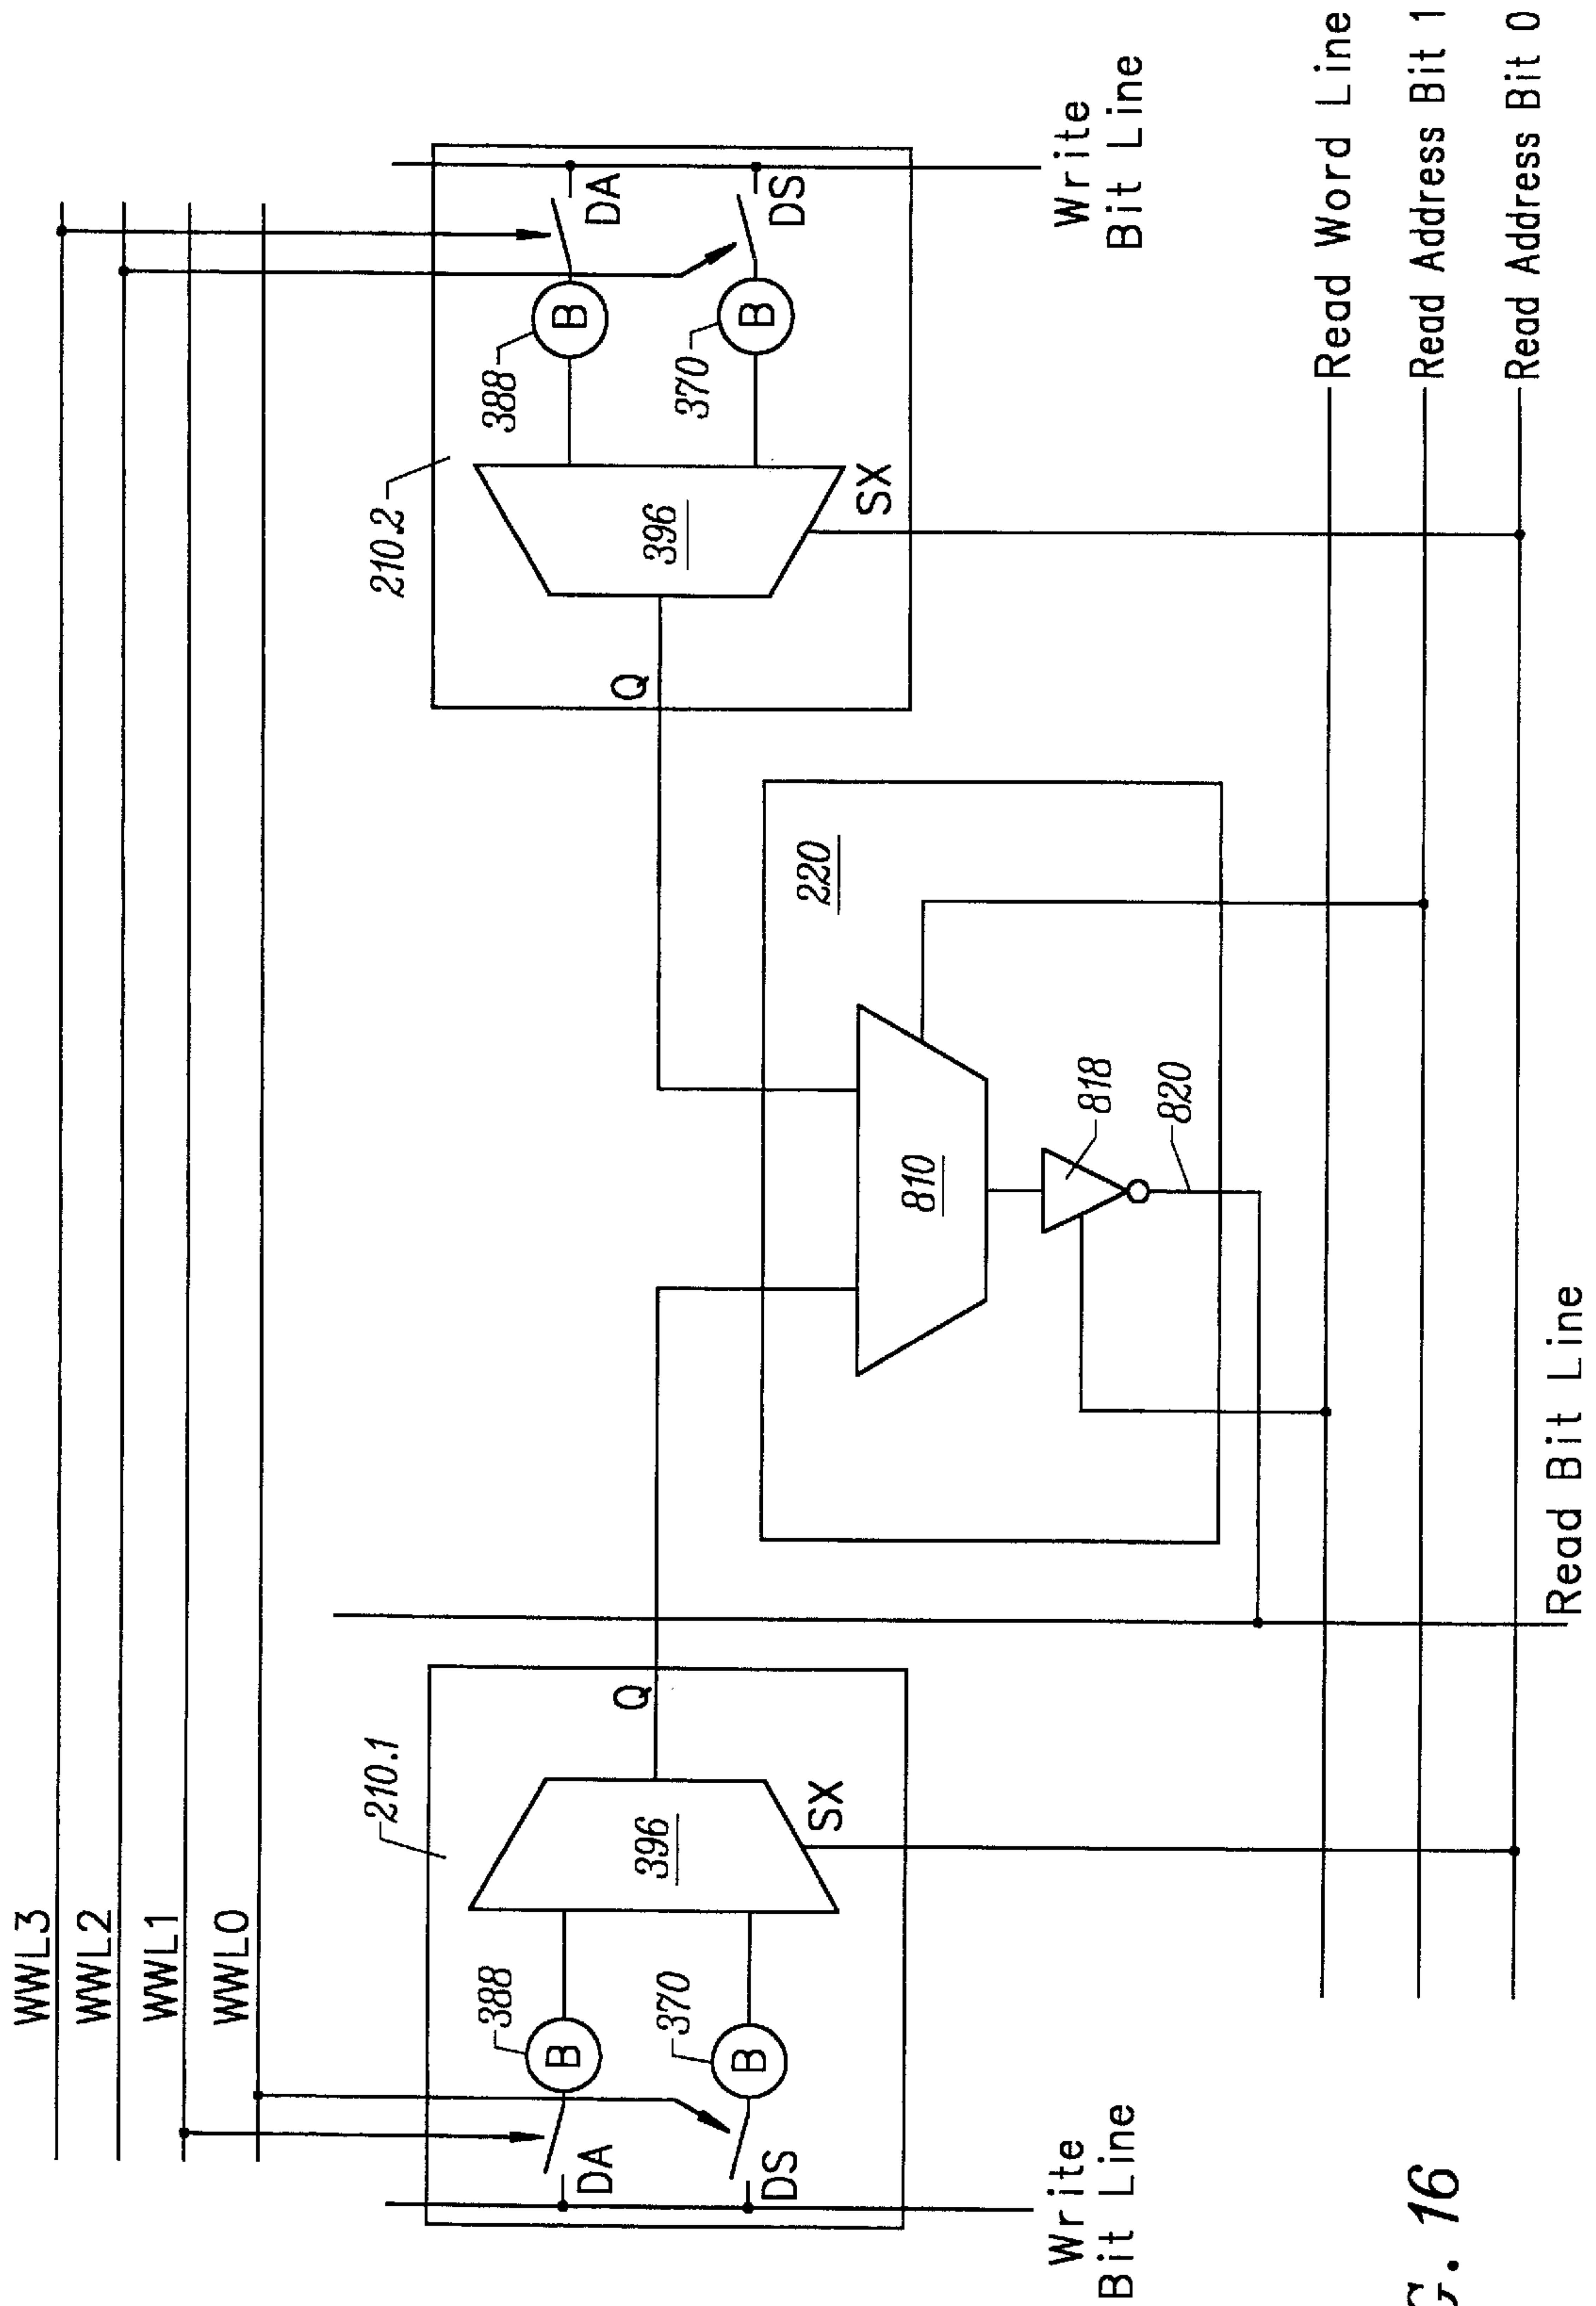 WWL3
WWL2
WWL1
WWL0
210.1
388
B
DA
370
B
DS
396
SX
Q
Write
Bit Line
210.2
388
B
DA
370
B
DS
396
SX
Q
Write
Bit Line
220
810
818
820
Read Word Line
Read Address Bit 1
Read Address Bit 0
Read Bit Line
G. 16